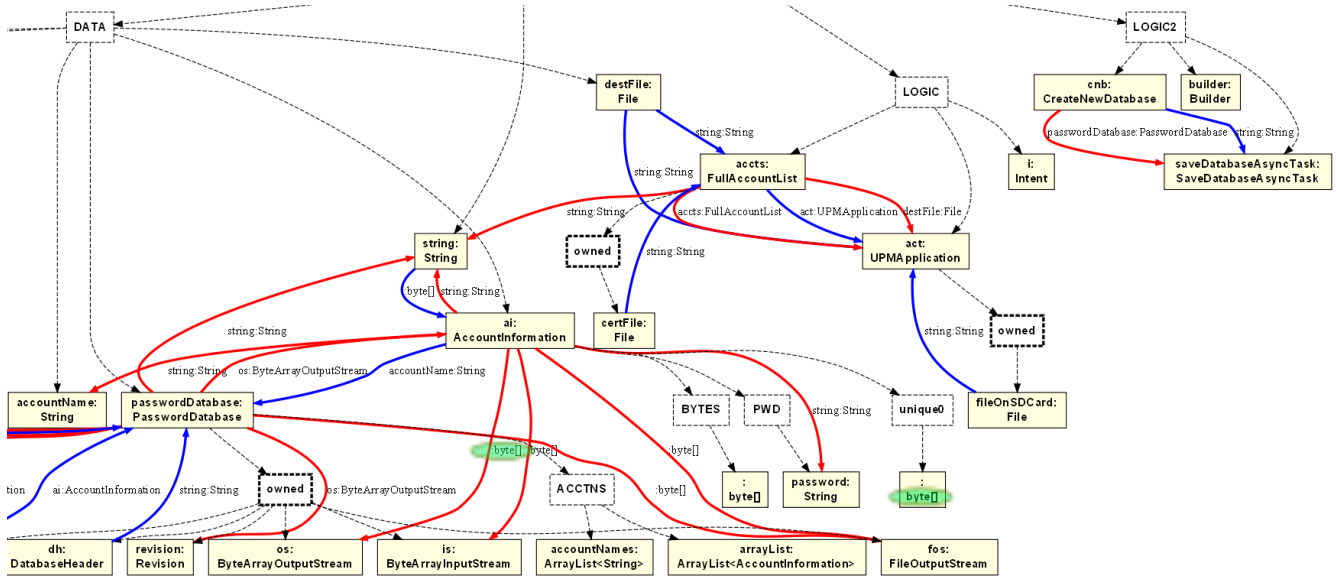 DATA
LOGIC2
destFile:
File
LOGIC
cnb:
CreateNewDatabase
builder:
Builder
string:String
passwordDatabase:PasswordDatabase
string:String
accts:
FullAccountList
string:String
i:
Intent
saveDatabaseAsyncTask:
SaveDatabaseAsyncTask
string:String
accts:FullAccountList
act:UPMApplication
destFile:File
owned
string:String
string:
String
act:
UPMApplication
:byte[]
string:String
ai:
AccountInformation
certFile:
File
string:String
owned
string:String
string:String
os:ByteArrayOutputStream
accountName:String
accountName:
String
passwordDatabase:
PasswordDatabase
BYTES
PWD
string:String
unique0
fileOnSDCard:
File
:byte[]
:byte[]
:byte[]
tion
ai:AccountInformation
string:String
owned
os:ByteArrayOutputStream
ACCTNS
:byte[]
:
byte[]
password:
String
:
byte[]
dh:
DatabaseHeader
revision:
Revision
os:
ByteArrayOutputStream
is:
ByteArrayInputStream
accountNames:
ArrayList<String>
arrayList:
ArrayList<AccountInformation>
fos:
FileOutputStream